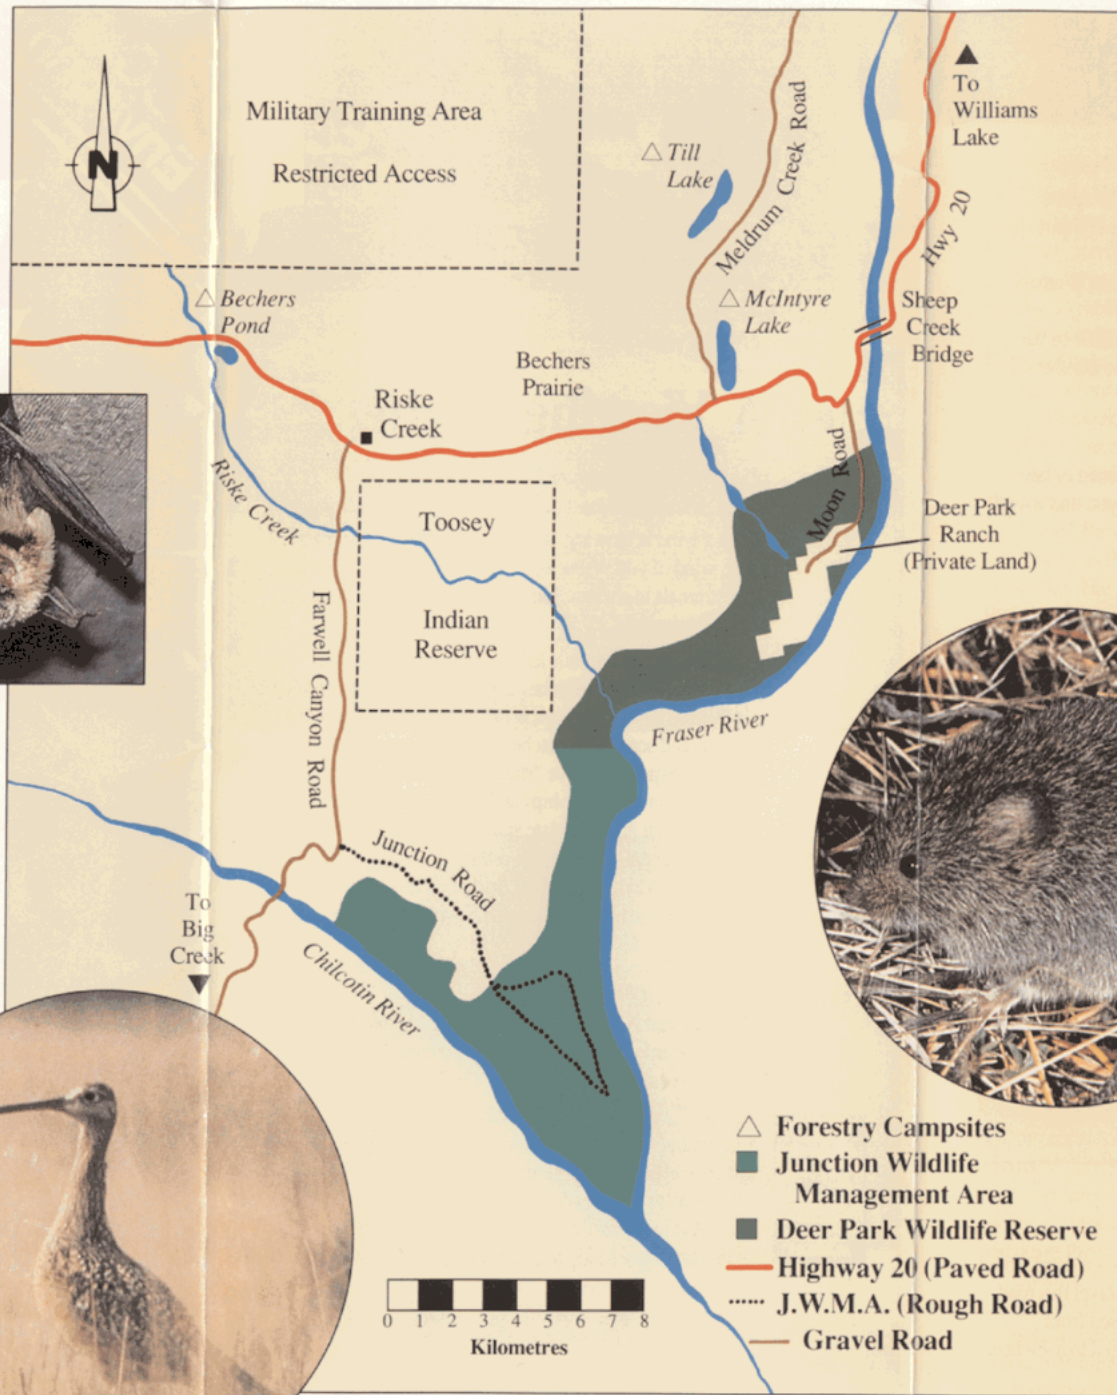 Military Training Area
Restricted Access
N
To
Williams
Lake
Till
Lake
Meldrum Creek Road
Hwy 20
Bechers
Pond
McIntyre
Lake
Sheep
Creek
Bridge
Bechers
Prairie
Riske
Creek
Riske Creek
Toosey
Indian
Reserve
Moon Road
Deer Park
Ranch
(Private Land)
Farwell Canyon Road
Fraser River
Junction Road
To
Big
Creek
Chilcotin River
Forestry Campsites
Junction Wildlife
Management Area
Deer Park Wildlife Reserve
Highway 20 (Paved Road)
J.W.M.A. (Rough Road)
Gravel Road
0 1 2 3 4 5 6 7 8
Kilometres